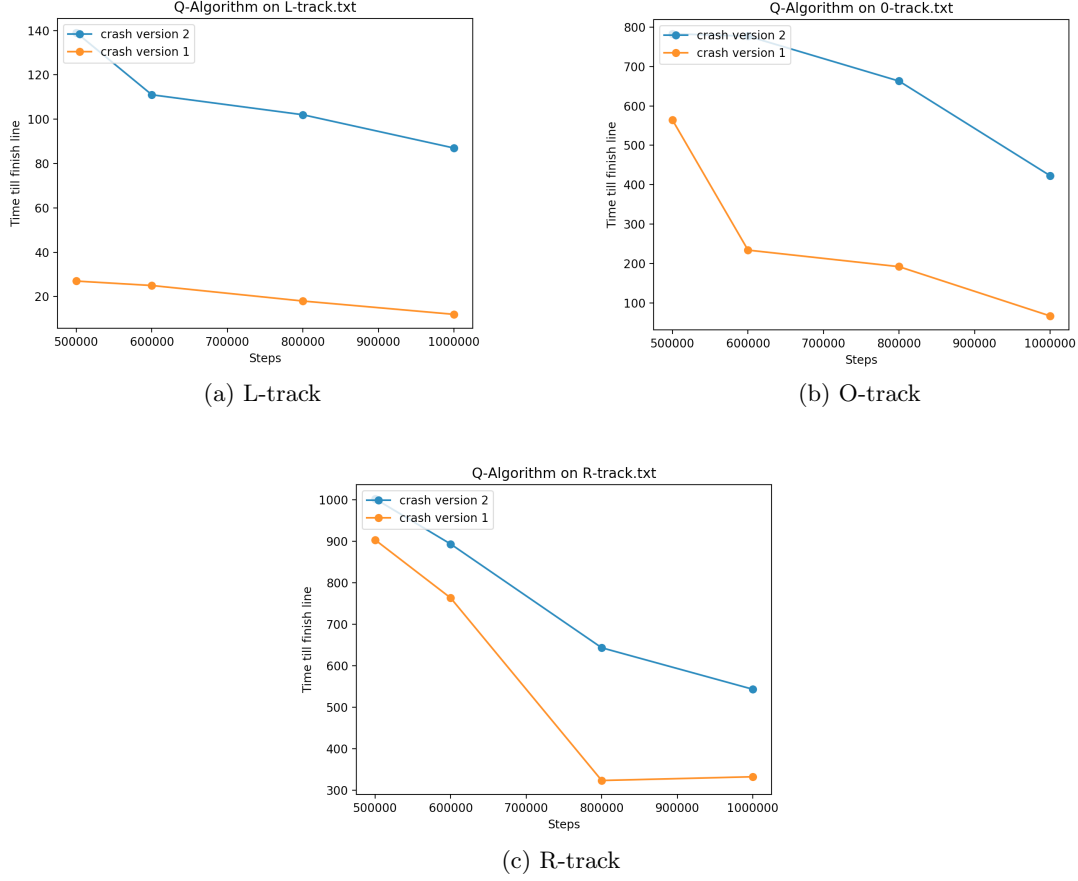 Q-Algorithm on L-track.txt
crash version 2
crash version 1
140
120
100
80
60
40
20
Time till finish line
500000 600000 700000 800000 900000 1000000
Steps
(a) L-track
Q-Algorithm on 0-track.txt
crash version 2
crash version 1
800
700
600
500
400
300
200
100
Time till finish line
500000 600000 700000 800000 900000 1000000
Steps
(b) O-track
Q-Algorithm on R-track.txt
crash version 2
crash version 1
1000
900
800
700
600
500
400
300
Time till finish line
500000 600000 700000 800000 900000 1000000
Steps
(c) R-track